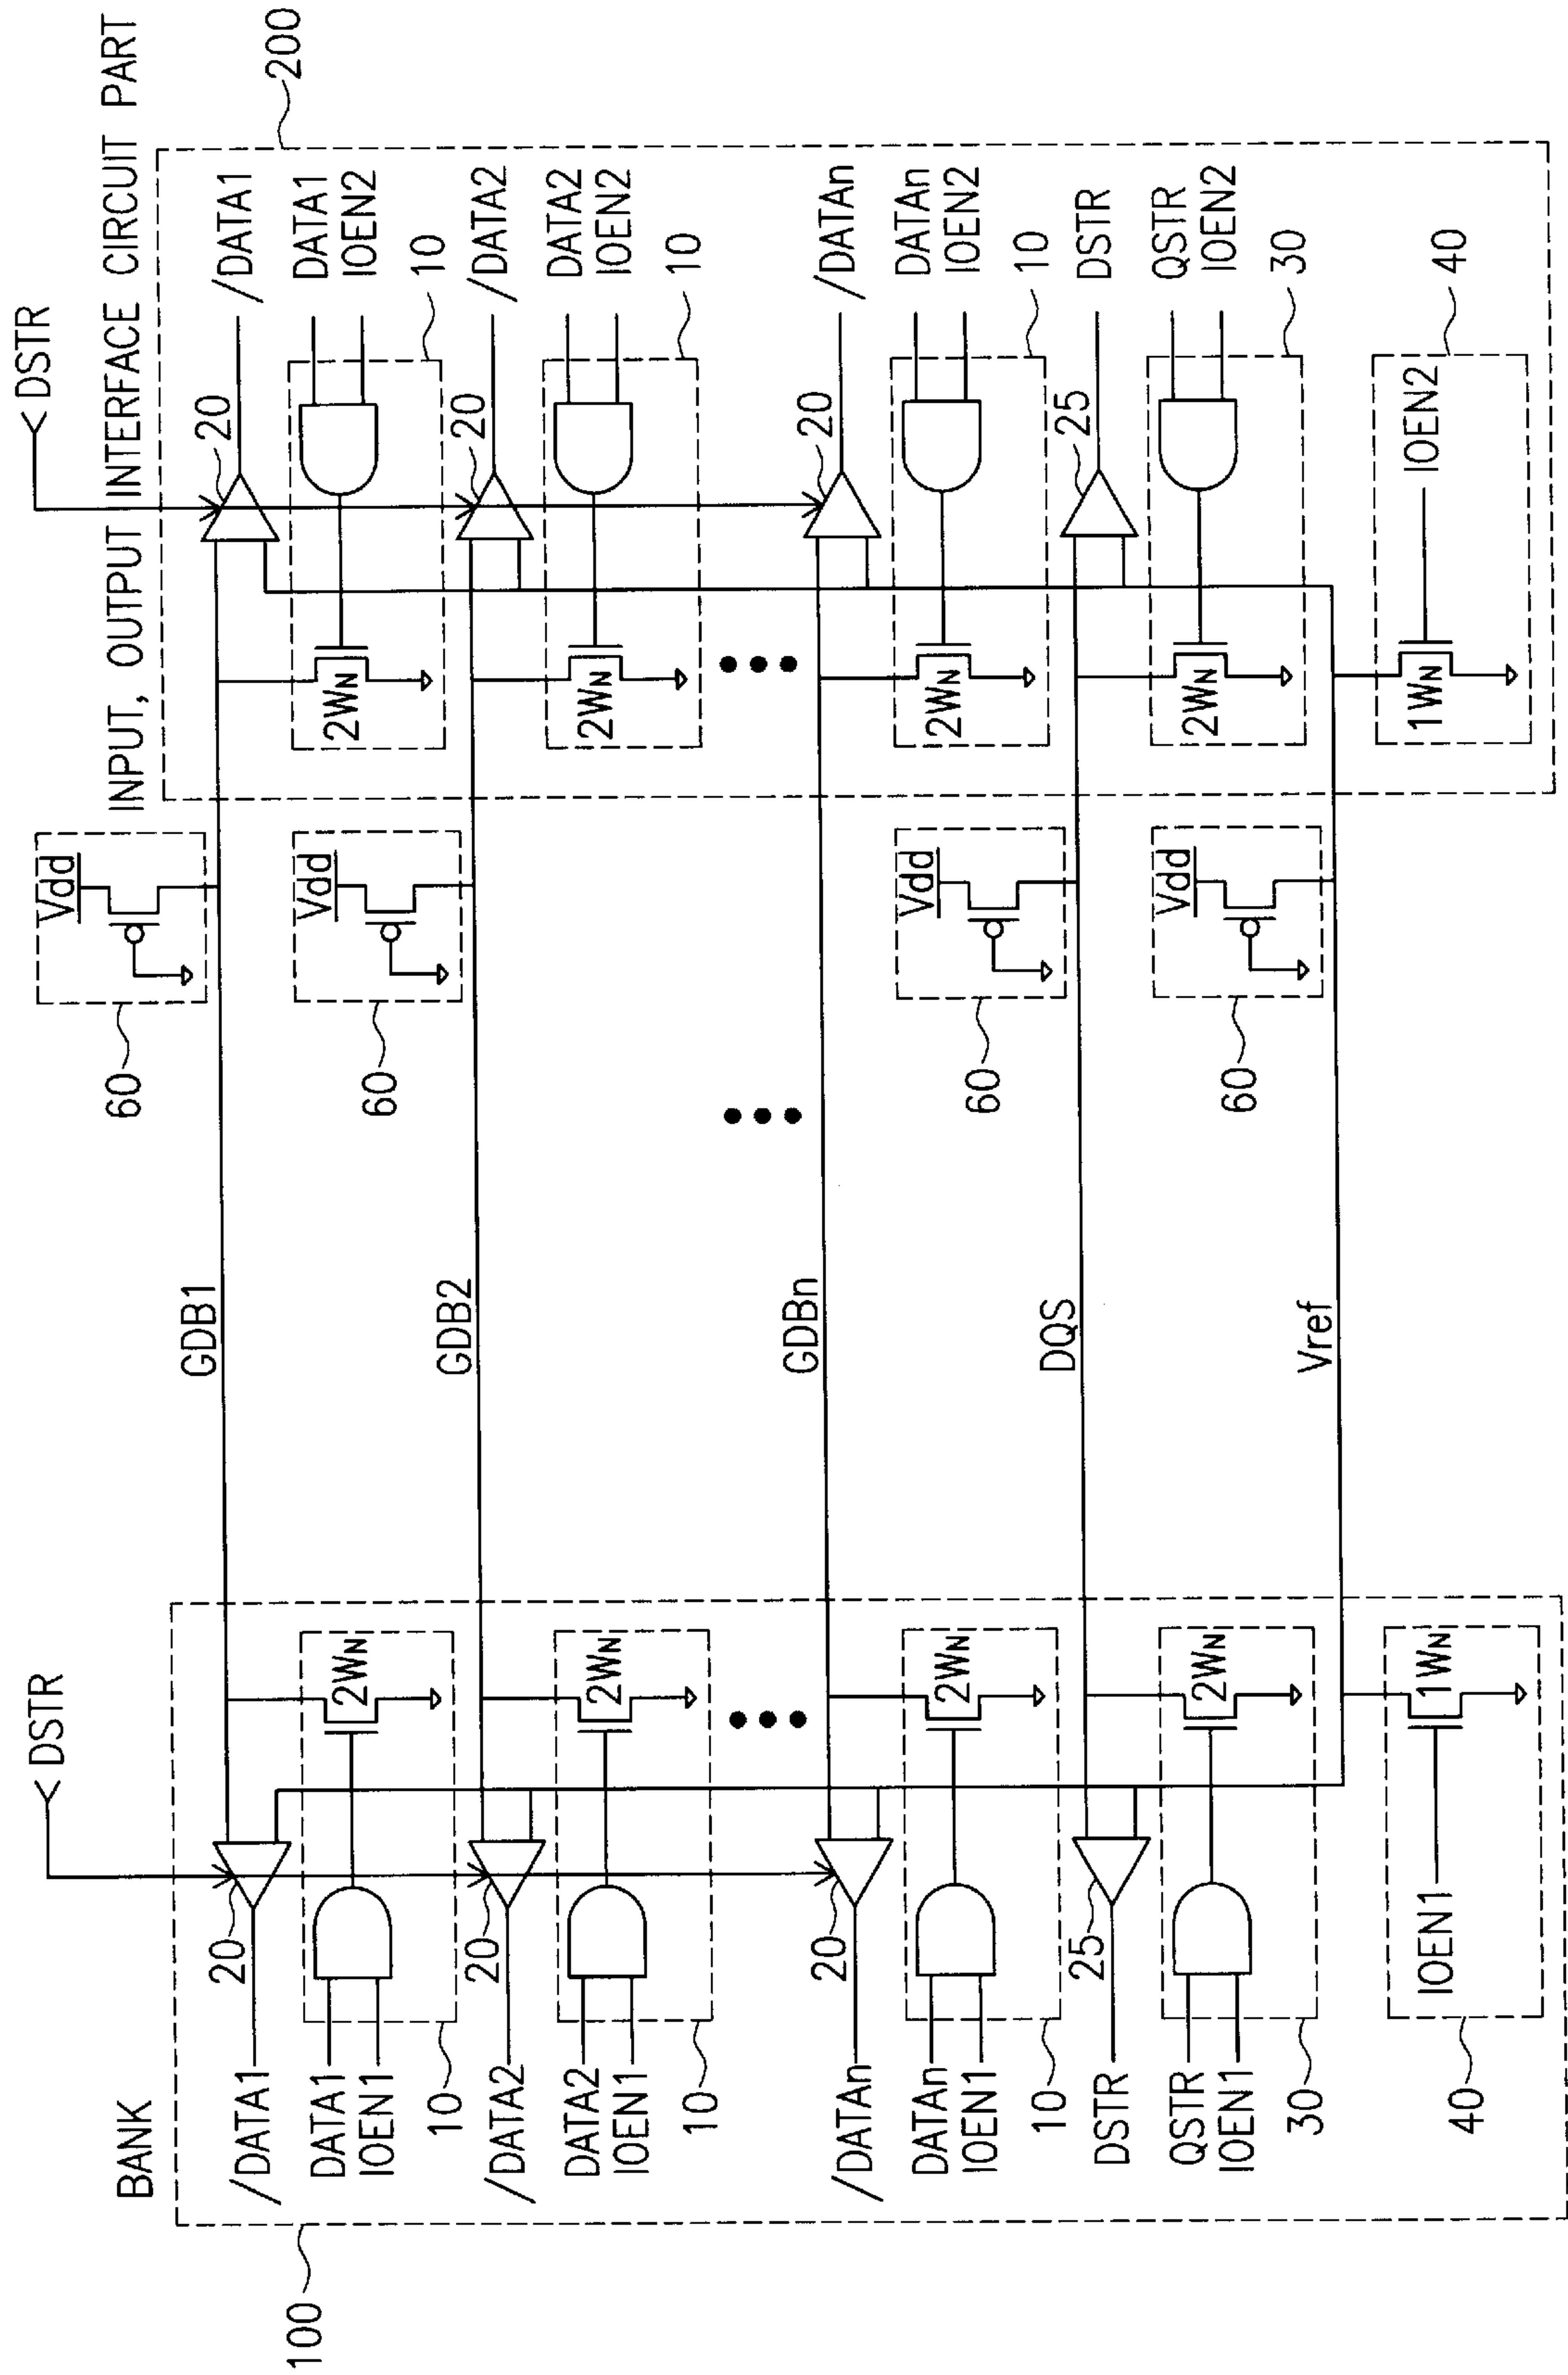 BANK
100
DSTR
20
/DATA1
DATA1
IOEN1
10
2WN
20
/DATA2
DATA2
IOEN1
10
2WN
20
/DATAn
DATAn
IOEN1
10
2WN
25
DSTR
QSTR
IOEN1
30
2WN
IOEN1
40
1WN
GDB1
GDB2
GDBn
DQS
Vref
Vdd
60
Vdd
60
Vdd
60
Vdd
60
INPUT, OUTPUT INTERFACE CIRCUIT PART
200
DSTR
20
/DATA1
DATA1
IOEN2
10
2WN
20
/DATA2
DATA2
IOEN2
10
2WN
20
/DATAn
DATAn
IOEN2
10
2WN
25
DSTR
QSTR
IOEN2
30
2WN
IOEN2
40
1WN